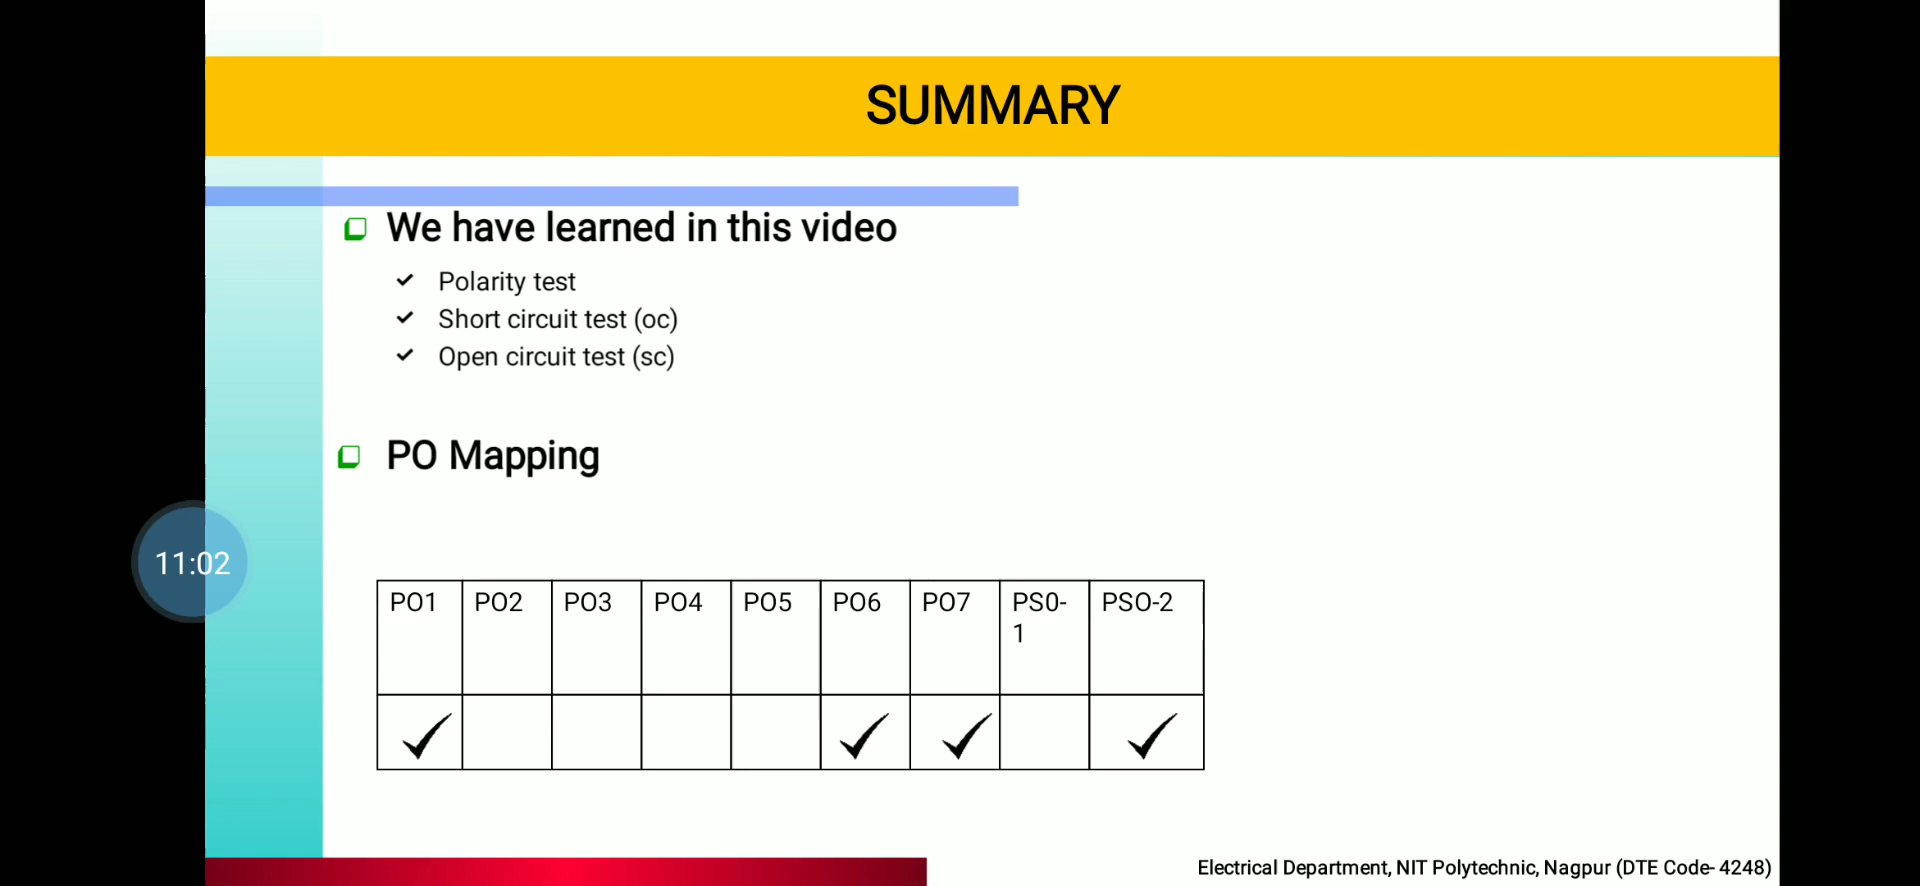 SUMMARY
We have learned in this video
Polarity test
Short circuit test (oc)
Open circuit test (sc)
PO Mapping
11:02
PO1 PO2 PO3 PO4 PO5 PO6 PO7 PS0- PSO-2
1
Electrical Department, NIT Polytechnic, Nagpur (DTE Code- 4248)